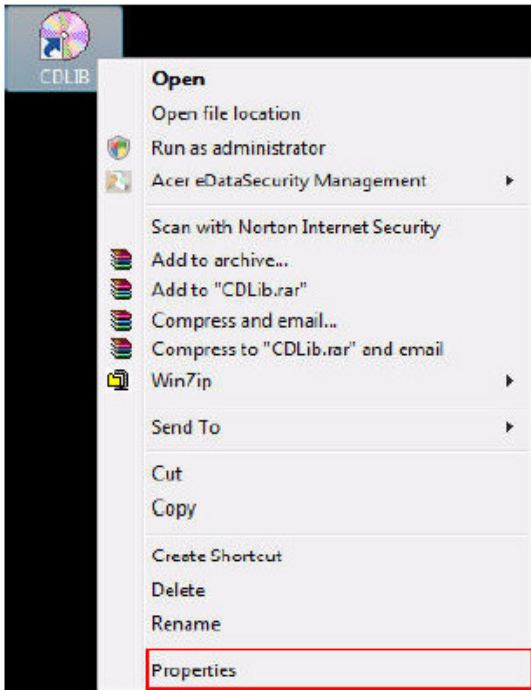 CDLIB
Open
Open file location
Run as administrator
Acer eDataSecurity Management
Scan with Norton Internet Security
Add to archive...
Add to "CDLib.rar"
Compress and email...
Compress to "CDLib.rar" and email
WinZip
Send To
Cut
Copy
Create Shortcut
Delete
Rename
Properties